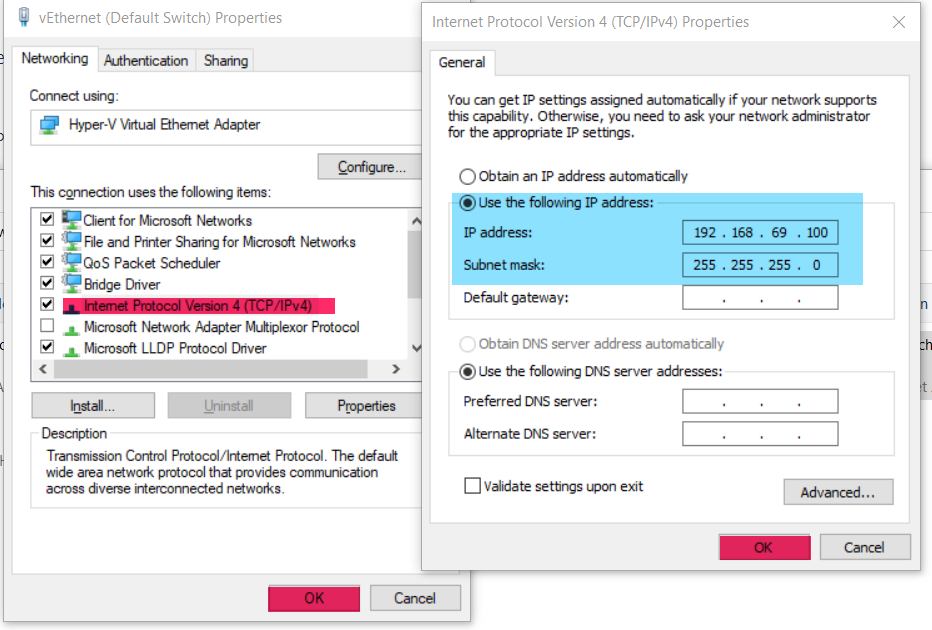 vEthernet (Default Switch) Properties
Networking
Authentication
Sharing
Connect using:
Hyper-V Virtual Ethernet Adapter
Configure...
This connection uses the following items:
Client for Microsoft Networks
File and Printer Sharing for Microsoft Networks
QoS Packet Scheduler
Bridge Driver
Internet Protocol Version 4 (TCP/IPv4)
Microsoft Network Adapter Multiplexor Protocol
Microsoft LLDP Protocol Driver
Install...
Uninstall
Properties
Description
Transmission Control Protocol/Internet Protocol. The default
wide area network protocol that provides communication
across diverse interconnected networks.
OK
Cancel
Internet Protocol Version 4 (TCP/IPv4) Properties
General
You can get IP settings assigned automatically if your network supports
this capability. Otherwise, you need to ask your network administrator
for the appropriate IP settings.
Obtain an IP address automatically
Use the following IP address:
IP address: 192 . 168 . 69 . 100
Subnet mask: 255 . 255 . 255 . 0
Default gateway: . . .
Obtain DNS server address automatically
Use the following DNS server addresses:
Preferred DNS server: . . .
Alternate DNS server: . . .
Validate settings upon exit
Advanced...
OK
Cancel